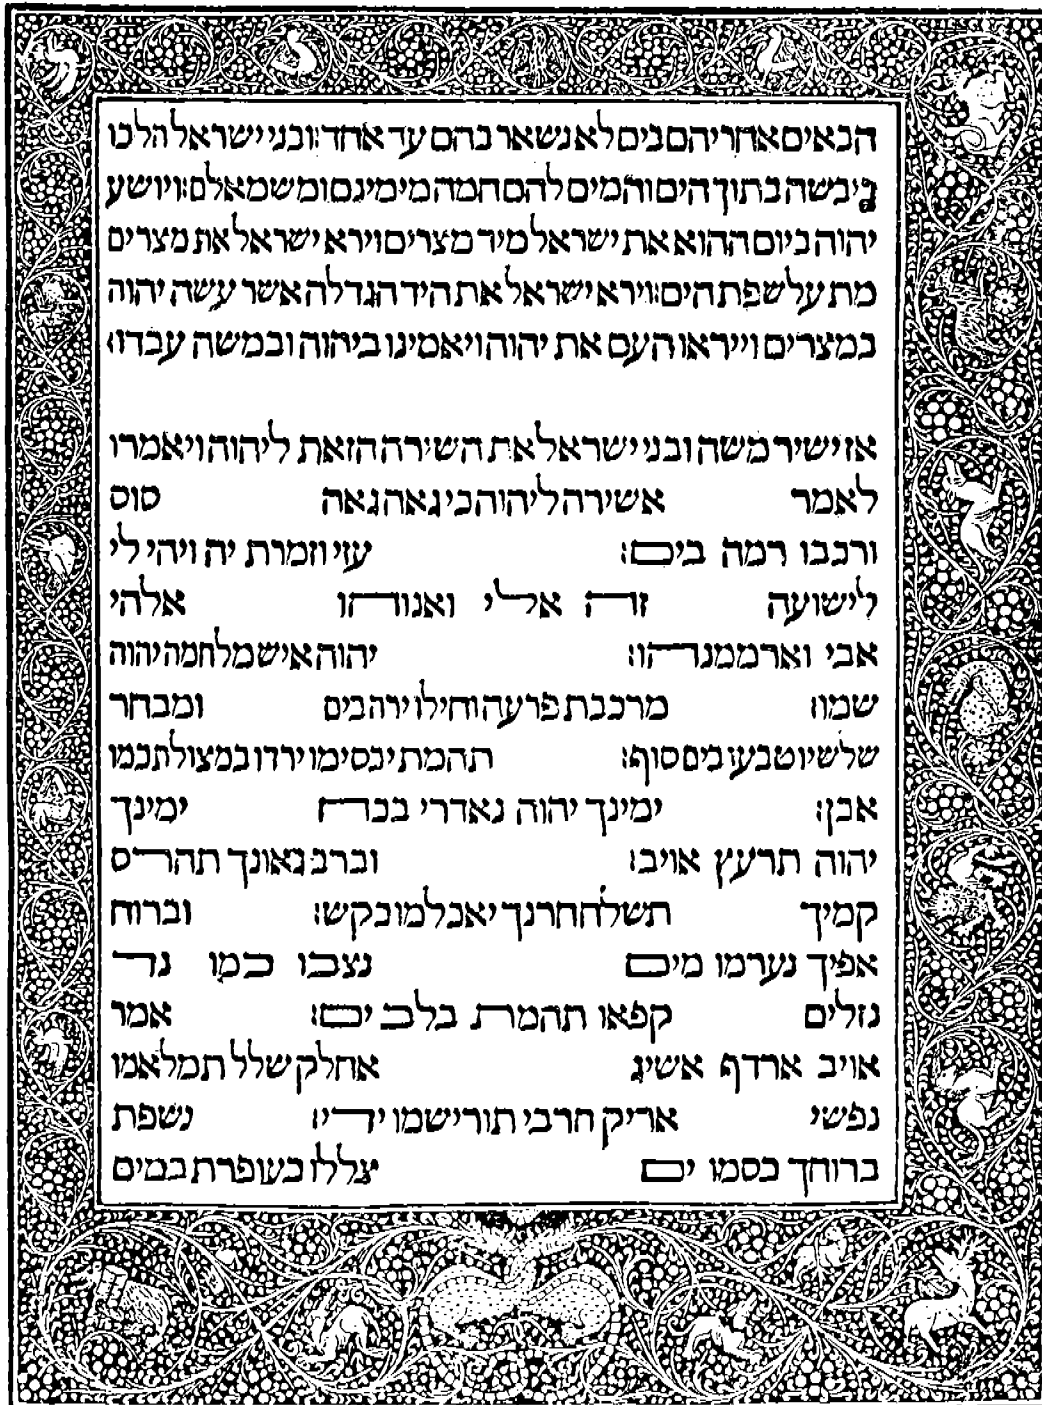 הבאים אחריהם בים לא נשאר בהם עד אחד: ובני ישראל הלכו
ביבשה בתוך הים והמים להם חמה מימינם ומשמאלם: ויושע
יהוה ביום ההוא את ישראל מיד מצרים וירא ישראל את מצרים
מת על שפת הים: וירא ישראל את היד הגדלה אשר עשה יהוה
במצרים וייראו העם את יהוה ויאמינו ביהוה ובמשה עבדו:
אז ישיר משה ובני ישראל את השירה הזאת ליהוה ויאמרו
לאמר אשירה ליהוה כי גאה גאה סוס
ורכבו רמה בים: עזי וזמרת יה ויהי לי
לישועה זה אלי ואנוהו אלהי
אבי וארממנהו: יהוה איש מלחמה יהוה
שמו: מרכבת פרעה וחילו ירה בים ומבחר
שלשיו טבעו בים סוף: תהמת יכסימו ירדו במצולת כמו
אבן: ימינך יהוה נאדרי בכח ימינך
יהוה תרעץ אויב: וברב גאונך תהרס
קמיך תשלח חרנך יאכלמו כקש: וברוח
אפיך נערמו מים נצבו כמו נד
נזלים קפאו תהמת בלב ים: אמר
אויב ארדף אשיג אחלק שלל תמלאמו
נפשי אריק חרבי תורישמו ידי: נשפת
ברוחך כסמו ים צללו כעופרת במים